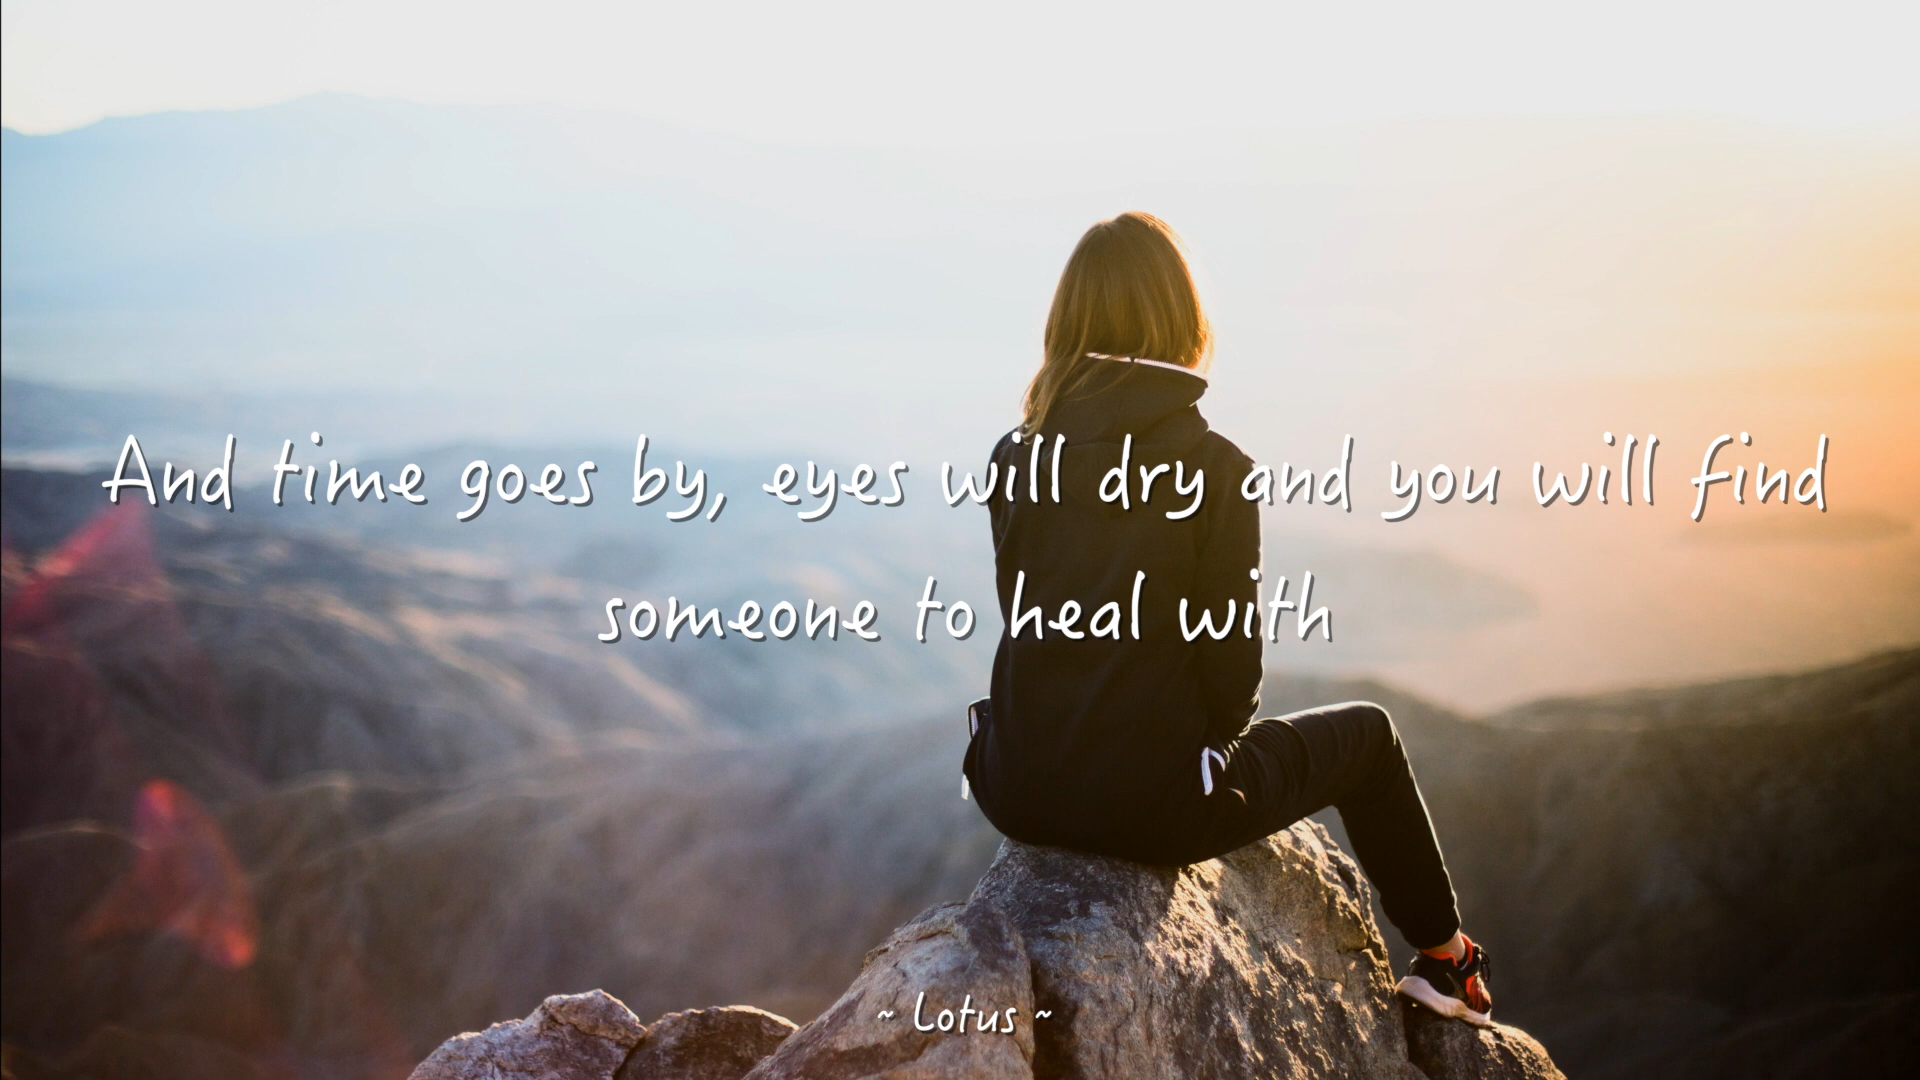 And time goes by, eyes will dry and you will find
someone to heal with
~ Lotus ~